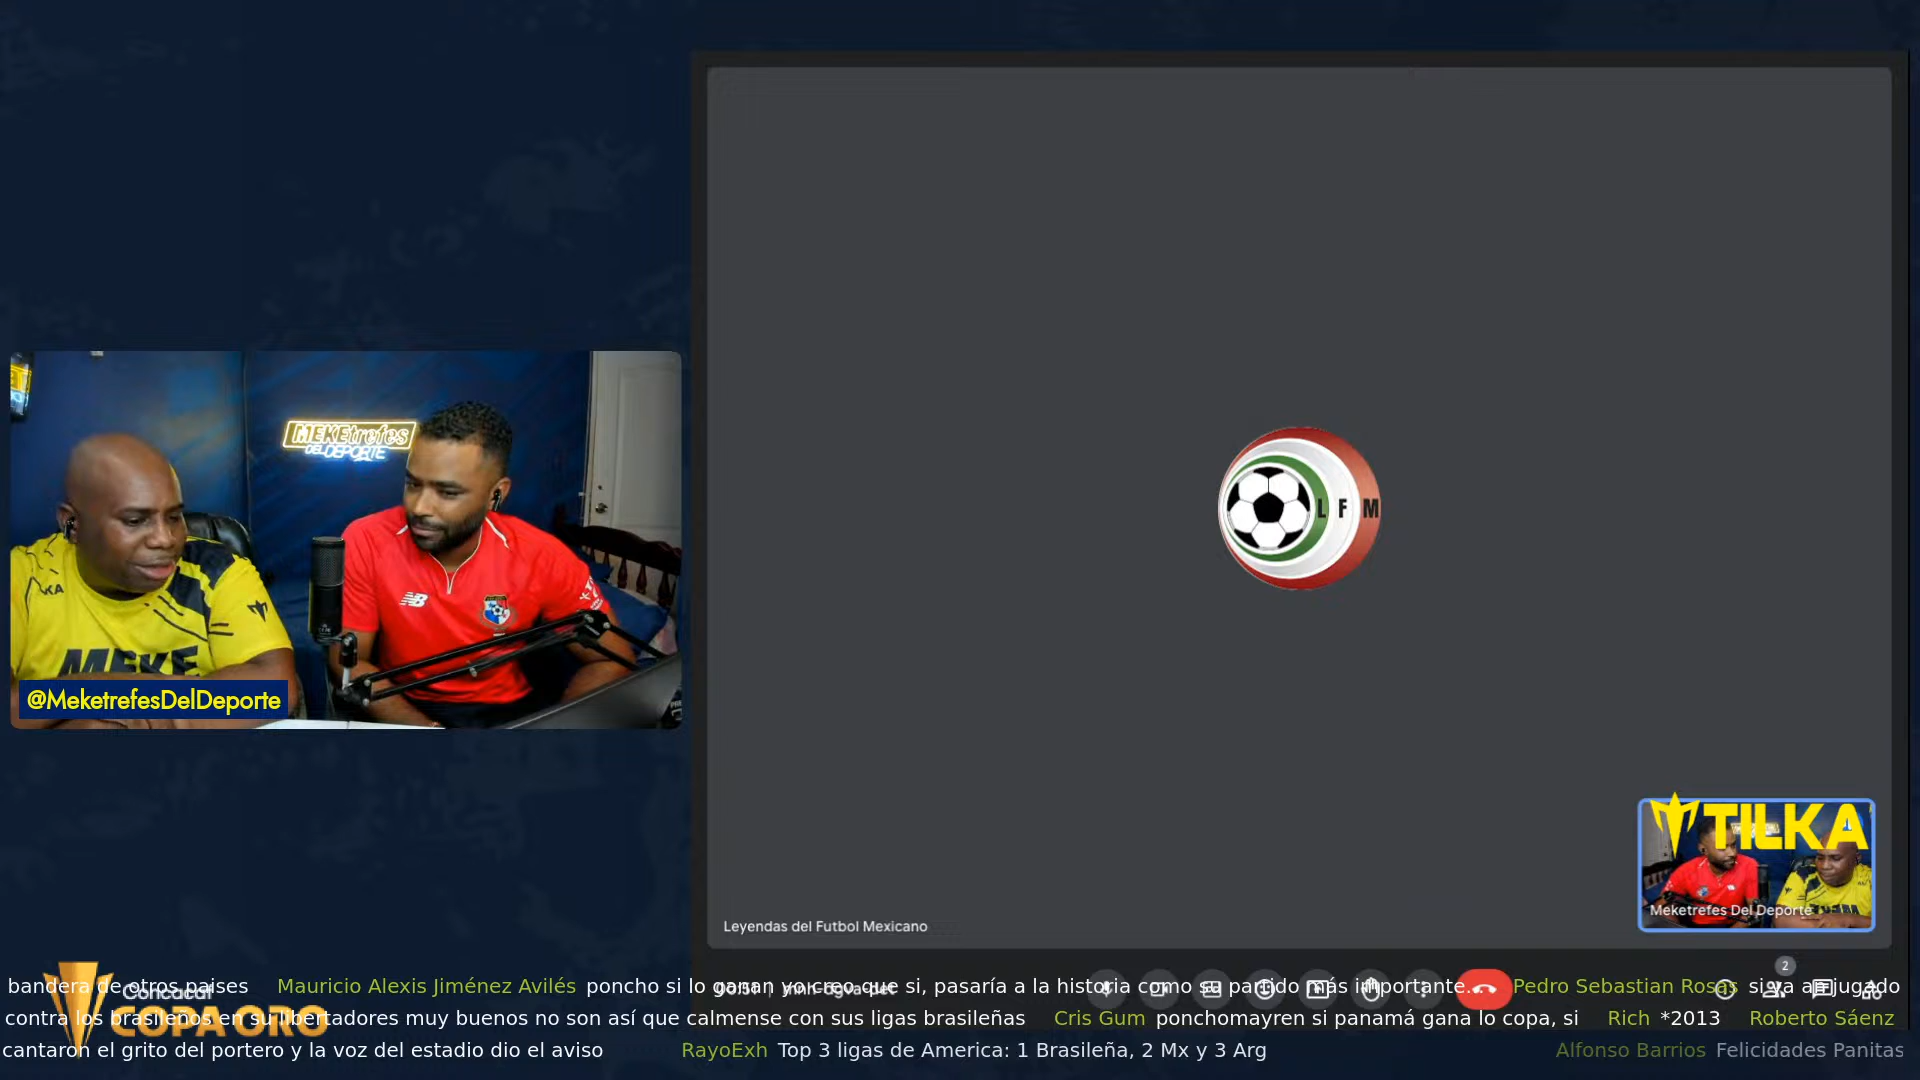 MEKEtrefes
DEL DEPORTE
KA
NB
MEKE
@MeketrefesDelDeporte
L F M
TILKA
Meketrefes Del Deporte
Leyendas del Futbol Mexicano
2
bandera de otros paises Mauricio Alexis Jiménez Avilés poncho si lo ganan yo creo que si, pasaría a la historia como su partido más importante... Pedro Sebastian Rosas si ya an jugado
Concacaf
COPA ORO
contra los brasileños en su libertadores muy buenos no son así que calmense con sus ligas brasileñas Cris Gum ponchomayren si panamá gana lo copa, si Rich *2013 Roberto Sáenz
cantaron el grito del portero y la voz del estadio dio el aviso RayoExh Top 3 ligas de America: 1 Brasileña, 2 Mx y 3 Arg Alfonso Barrios Felicidades Panitas